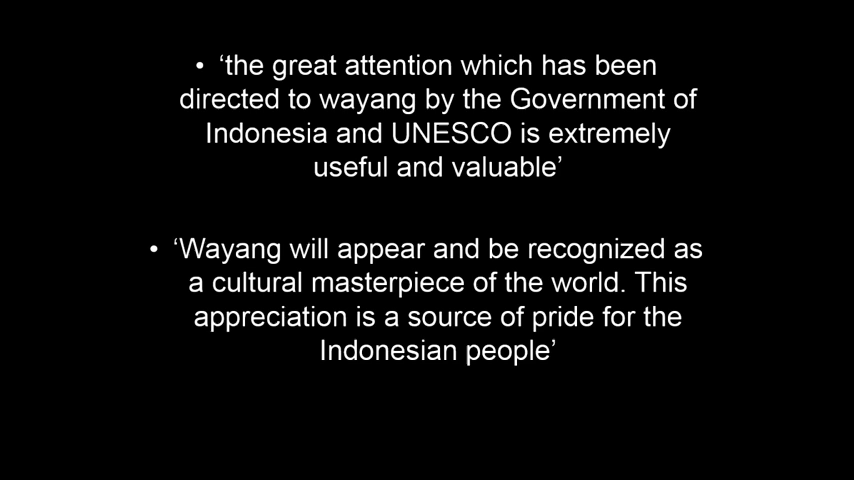 • ‘the great attention which has been
directed to wayang by the Government of
Indonesia and UNESCO is extremely
useful and valuable’
• ‘Wayang will appear and be recognized as
a cultural masterpiece of the world. This
appreciation is a source of pride for the
Indonesian people’